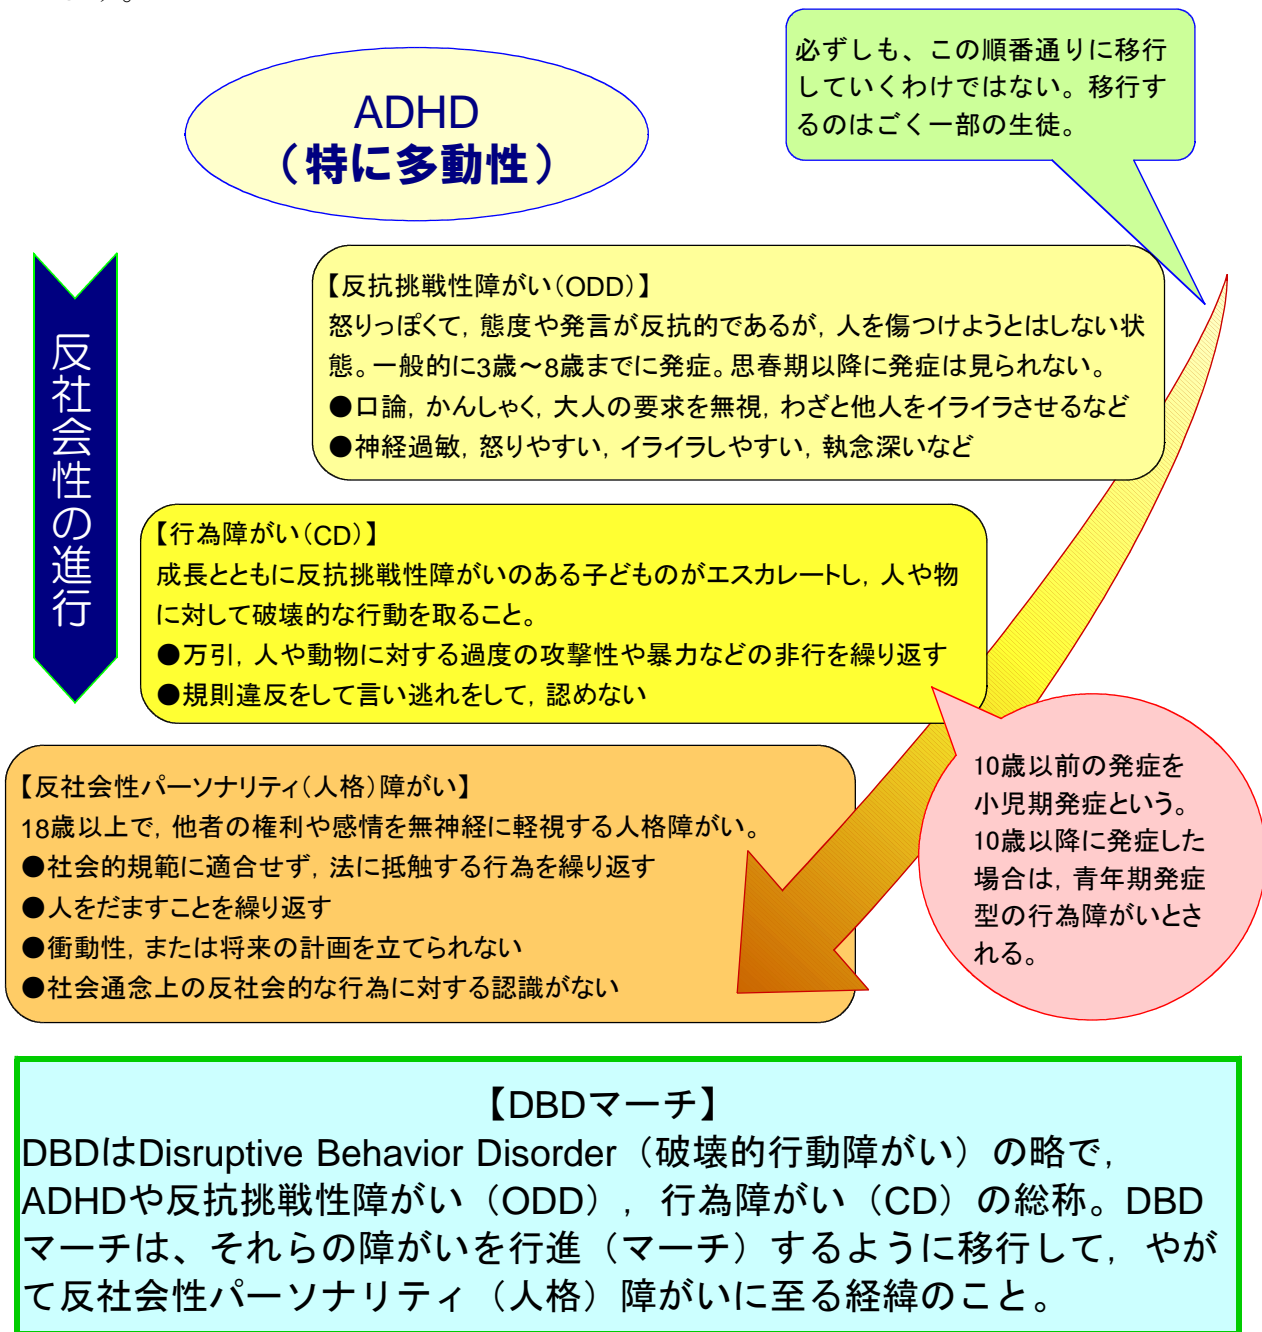 ADHD
（特に多動性）
必ずしも、この順番通りに移行
していくわけではない。移行す
るのはごく一部の生徒。
反社会性の進行
【反抗挑戦性障がい（ODD）】
怒りっぽくて，態度や発言が反抗的であるが，人を傷つけようとはしない状
態。一般的に3歳～8歳までに発症。思春期以降に発症は見られない。
●口論，かんしゃく，大人の要求を無視，わざと他人をイライラさせるなど
●神経過敏，怒りやすい，イライラしやすい，執念深いなど
【行為障がい（CD）】
成長とともに反抗挑戦性障がいのある子どものがエスカレートし，人や物
に対して破壊的な行動を取ること。
●万引，人や動物に対する過度の攻撃性や暴力などの非行を繰り返す
●規則違反をして言い逃れをして，認めない
10歳以前の発症を
小児期発症という。
10歳以降に発症した
場合は，青年期発症
型の行為障がいとさ
れる。
【反社会性パーソナリティ（人格）障がい】
18歳以上で，他者の権利や感情を無神経に軽視する人格障がい。
●社会的規範に適合せず，法に抵触する行為を繰り返す
●人をだますことを繰り返す
●衝動性，または将来の計画を立てられない
●社会通念上の反社会的な行為に対する認識がない
【DBDマーチ】
DBDはDisruptive Behavior Disorder（破壊的行動障がい）の略で，
ADHDや反抗挑戦性障がい（ODD），行為障がい（CD）の総称。DBD
マーチは、それらの障がいを行進（マーチ）するように移行して，やが
て反社会性パーソナリティ（人格）障がいに至る経緯のこと。